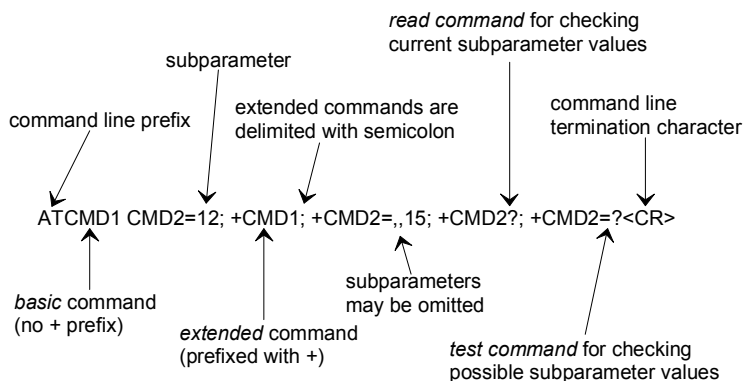 read command for checking
current subparameter values
subparameter
extended commands are
delimited with semicolon
command line
termination character
command line prefix
ATCMD1 CMD2=12; +CMD1; +CMD2=,,15; +CMD2?; +CMD2=?<CR>
basic command
(no + prefix)
extended command
(prefixed with +)
subparameters
may be omitted
test command for checking
possible subparameter values